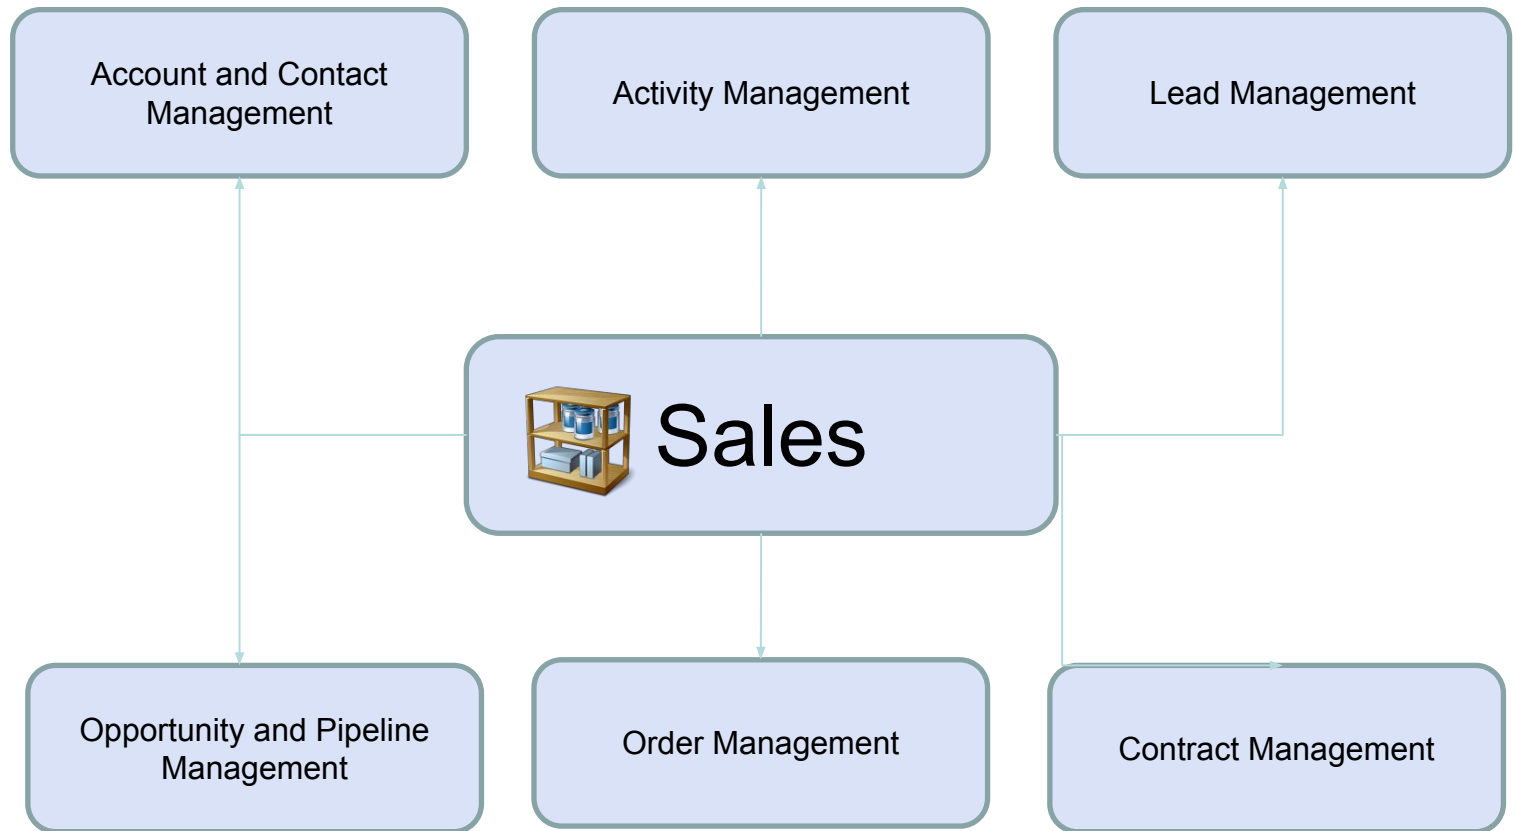 Account and Contact
Management
Activity Management
Lead Management
Sales
Opportunity and Pipeline
Management
Order Management
Contract Management